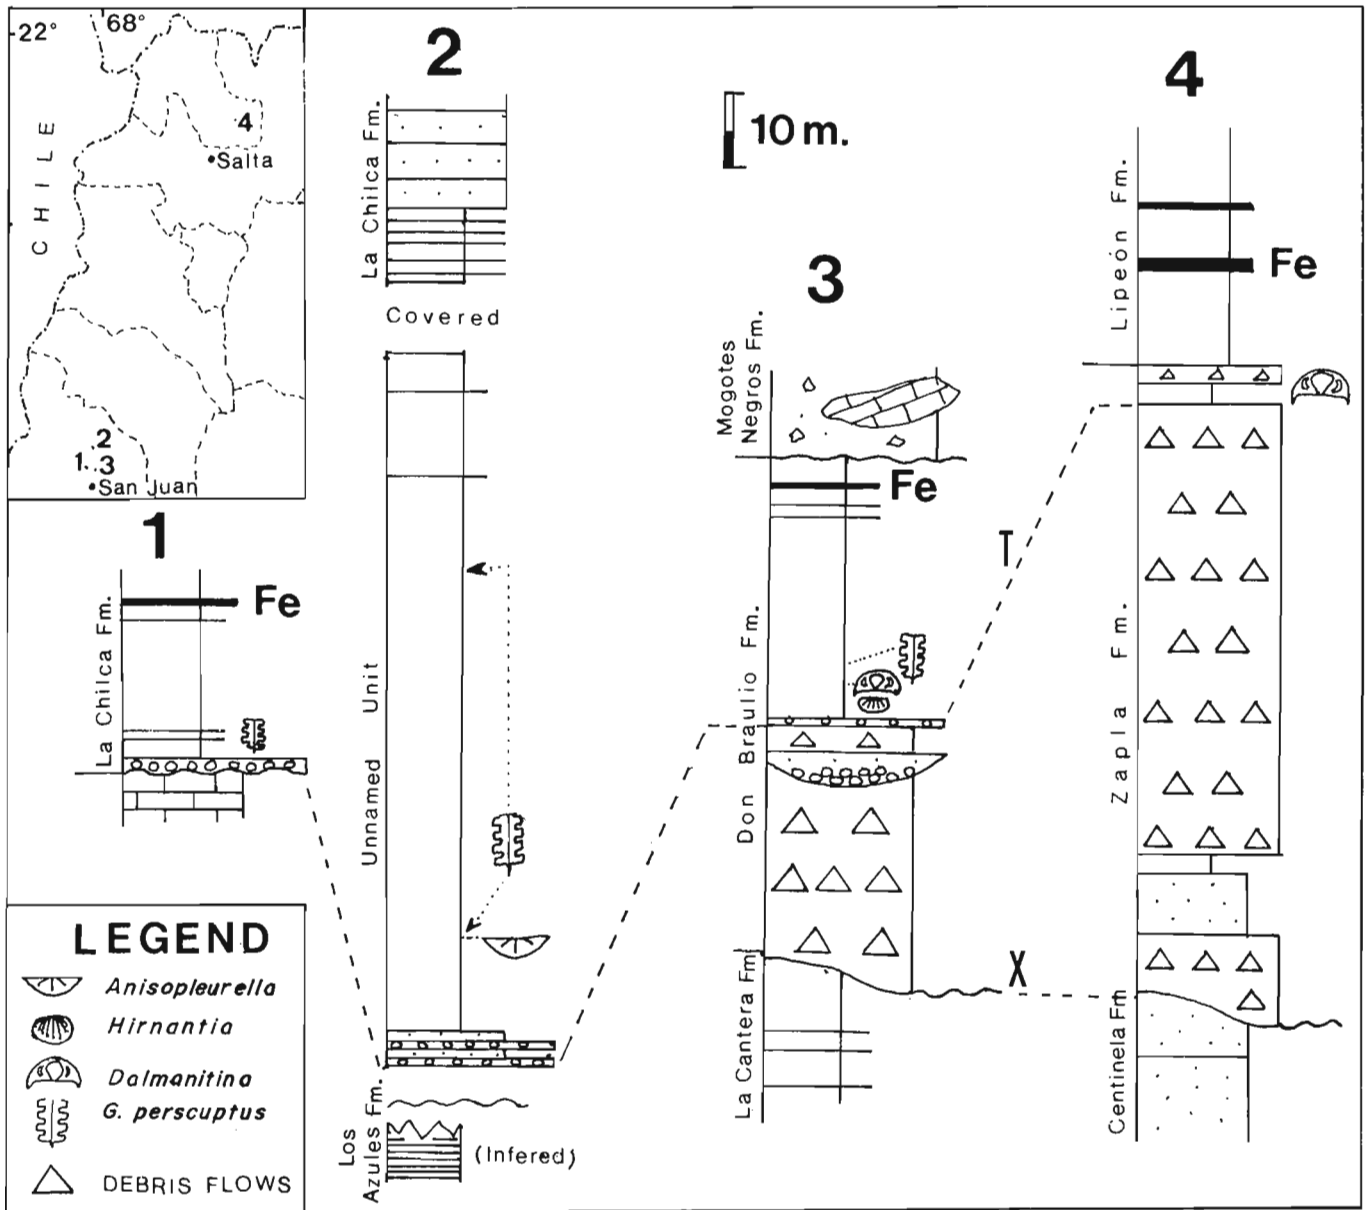 22°
68°
CHILE
4
Salta
2
1. 3
San Juan
1
La Chilca Fm.
Fe
LEGEND
Anisopleurella
Hirnantia
Dalmanitina
G. perscuptus
DEBRIS FLOWS
2
La Chilca Fm.
Covered
Unnamed Unit
Los
Azules Fm.
(Infered)
10 m.
3
Mogotes
Negros Fm.
Fe
Don Braulio Fm.
La Cantera Fm
T
X
4
Lipeón Fm.
Fe
Zapla Fm.
Centinela Fm